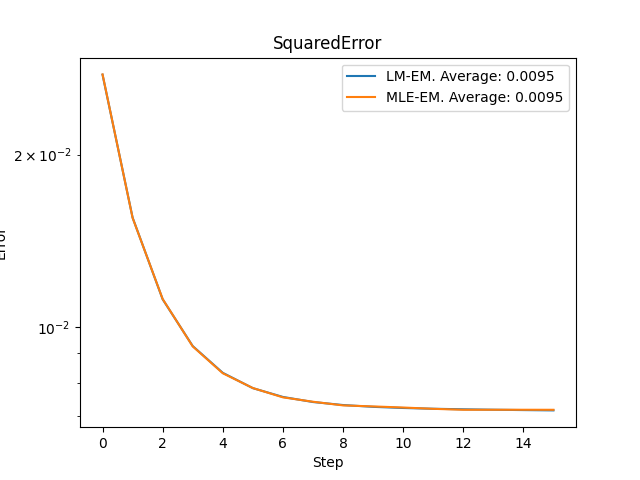 SquaredError
LM-EM. Average: 0.0095
MLE-EM. Average: 0.0095
2 × 10⁻²
10⁻²
Error
0 2 4 6 8 10 12 14
Step